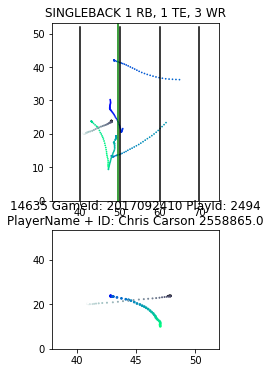 SINGLEBACK 1 RB, 1 TE, 3 WR
50
40
30
20
10
0
40 50 60 70
14635 GameId: 2017092410 PlayId: 2494
PlayerName + ID: Chris Carson 2558865.0
40
20
0
40 45 50